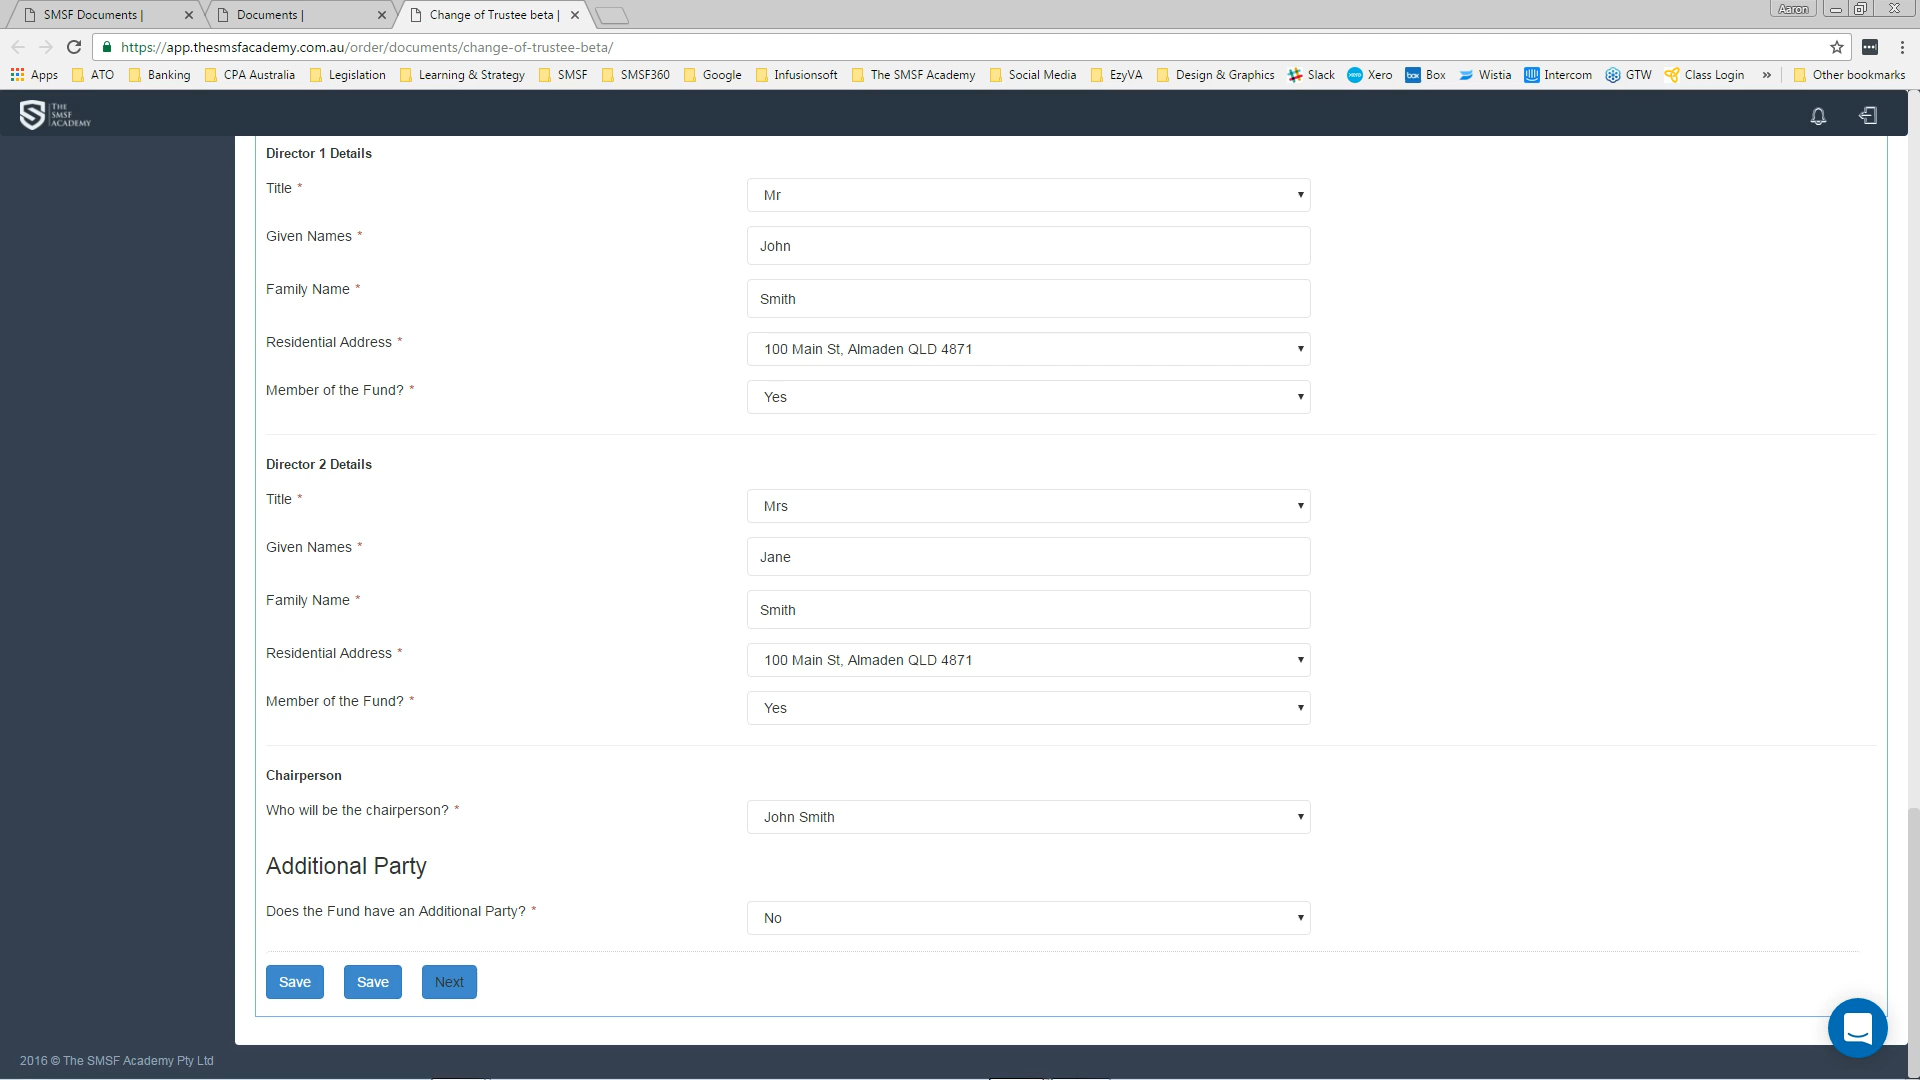 SMSF Documents |
Documents |
Change of Trustee beta |
Aaron
https://app.thesmsfacademy.com.au/order/documents/change-of-trustee-beta/
Apps ATO Banking CPA Australia Legislation Learning & Strategy SMSF SMSF360 Google Infusionsoft The SMSF Academy Social Media EzyVA Design & Graphics Slack xero Xero box Box Wistia Intercom GTW Class Login » Other bookmarks
THE
SMSF
ACADEMY
Director 1 Details
Title *
Mr
Given Names *
John
Family Name *
Smith
Residential Address *
100 Main St, Almaden QLD 4871
Member of the Fund? *
Yes
Director 2 Details
Title *
Mrs
Given Names *
Jane
Family Name *
Smith
Residential Address *
100 Main St, Almaden QLD 4871
Member of the Fund? *
Yes
Chairperson
Who will be the chairperson? *
John Smith
Additional Party
Does the Fund have an Additional Party? *
No
Save Save Next
2016 © The SMSF Academy Pty Ltd